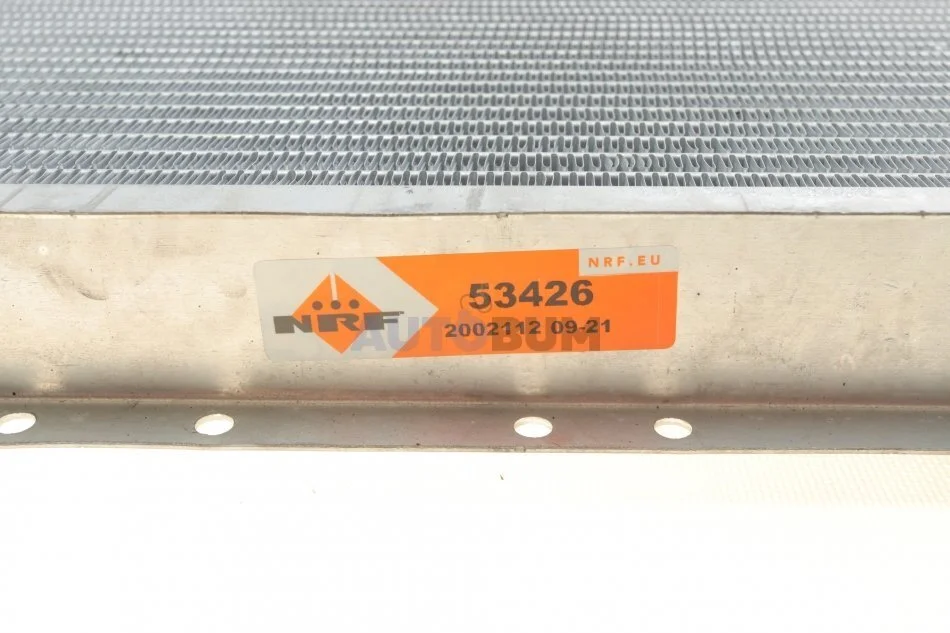 NRF.EU
53426
NRF
2002112 09-21
AUTOBUM